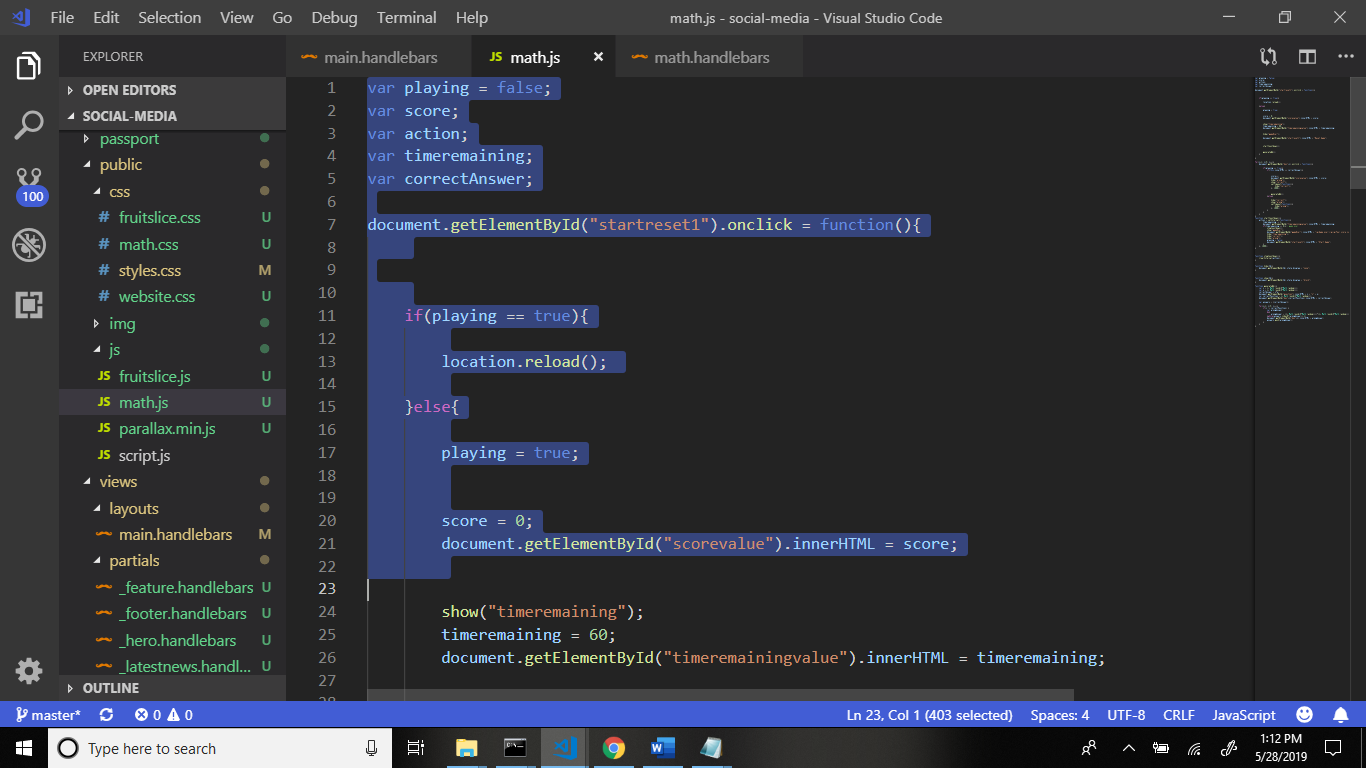 File Edit Selection View Go Debug Terminal Help
math.js - social-media - Visual Studio Code
EXPLORER
OPEN EDITORS
SOCIAL-MEDIA
passport
public
css
# fruitslice.css U
# math.css U
# styles.css M
# website.css U
img
js
JS fruitslice.js U
JS math.js U
JS parallax.min.js U
JS script.js
views
layouts
main.handlebars M
partials
_feature.handlebars U
_footer.handlebars U
_hero.handlebars U
_latestnews.handl... U
OUTLINE
100
main.handlebars
JS math.js
math.handlebars
1 var playing = false;
2 var score;
3 var action;
4 var timeremaining;
5 var correctAnswer;
6
7 document.getElementById("startreset1").onclick = function(){
8
9
10
11 if(playing == true){
12
13 location.reload();
14
15 }else{
16
17 playing = true;
18
19
20 score = 0;
21 document.getElementById("scorevalue").innerHTML = score;
22
23
24 show("timeremaining");
25 timeremaining = 60;
26 document.getElementById("timeremainingvalue").innerHTML = timeremaining;
27
28
master* 0 0
Ln 23, Col 1 (403 selected) Spaces: 4 UTF-8 CRLF JavaScript
Type here to search
1:12 PM
5/28/2019